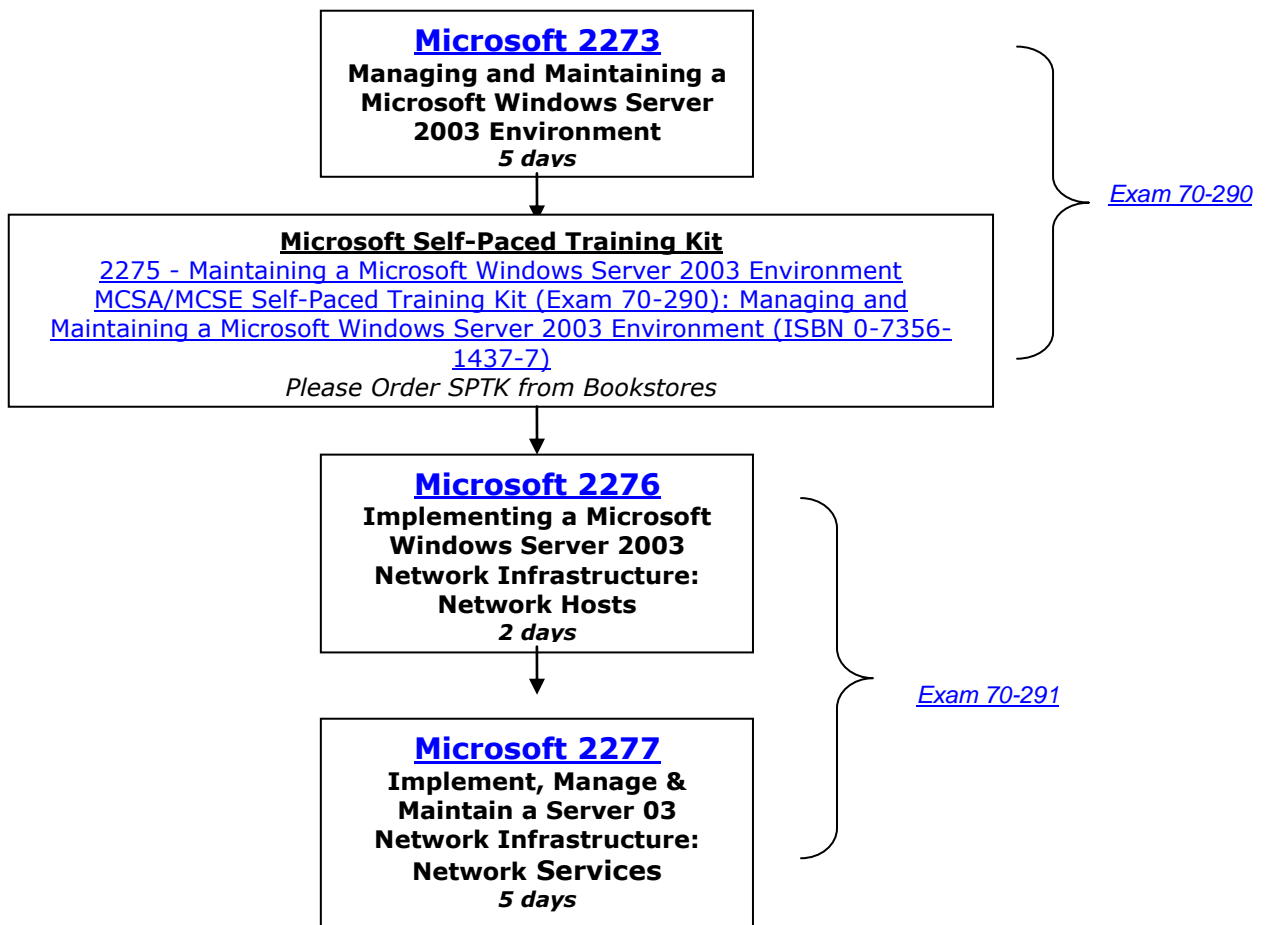 Microsoft 2273
Managing and Maintaining a
Microsoft Windows Server
2003 Environment
5 days
Exam 70-290
Microsoft Self-Paced Training Kit
2275 - Maintaining a Microsoft Windows Server 2003 Environment
MCSA/MCSE Self-Paced Training Kit (Exam 70-290): Managing and
Maintaining a Microsoft Windows Server 2003 Environment (ISBN 0-7356-
1437-7)
Please Order SPTK from Bookstores
Microsoft 2276
Implementing a Microsoft
Windows Server 2003
Network Infrastructure:
Network Hosts
2 days
Exam 70-291
Microsoft 2277
Implement, Manage &
Maintain a Server 03
Network Infrastructure:
Network Services
5 days